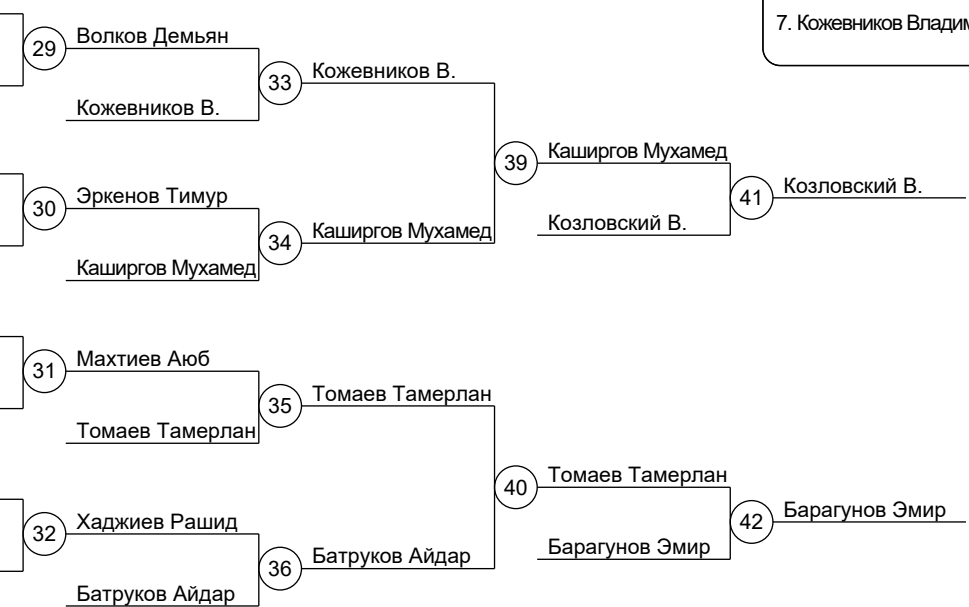 7. Кожевников Владим
29
Волков Демьян
33
Кожевников В.
Кожевников В.
39
Каширгов Мухамед
41
Козловский В.
30
Эркенов Тимур
Козловский В.
34
Каширгов Мухамед
Каширгов Мухамед
31
Махтиев Аюб
35
Томаев Тамерлан
Томаев Тамерлан
40
Томаев Тамерлан
42
Барагунов Эмир
32
Хаджиев Рашид
Барагунов Эмир
36
Батруков Айдар
Батруков Айдар